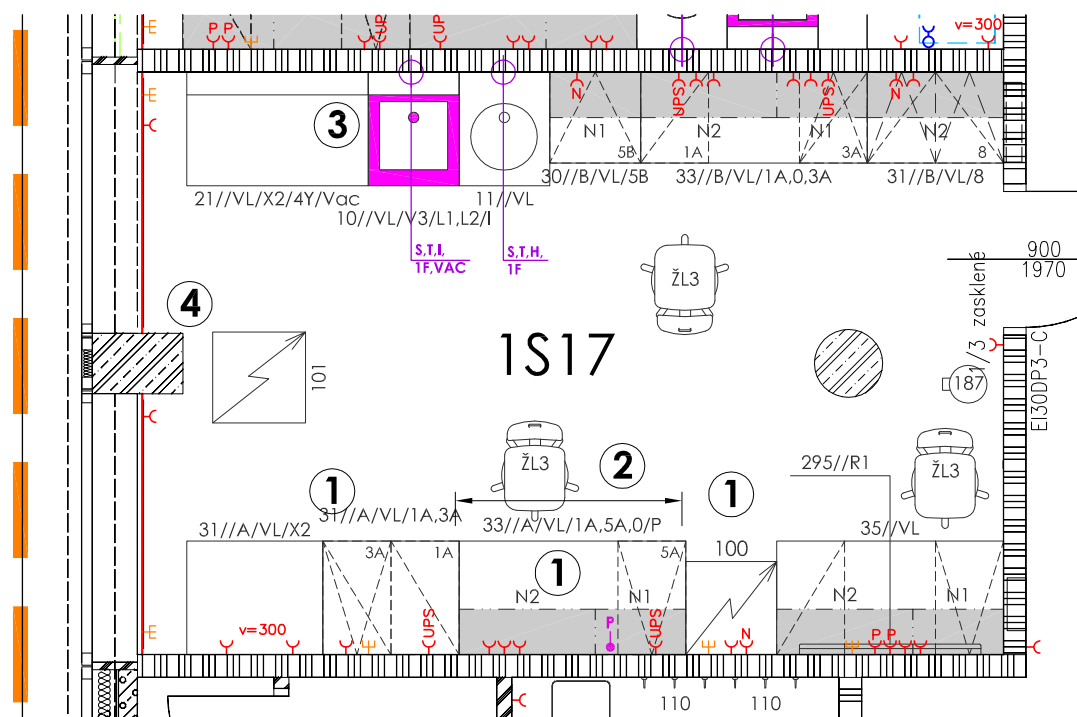 P P
UPS
UPS
v=300
E
E
3
N
UPS
UPS
N
N1
N2
N1
N2
5B
1A
3A
8
21//VL/X2/4Y/Vac
11//VL
30//B/VL/5B
33//B/VL/1A,0,3A
31//B/VL/8
10//VL/V3/L1,L2/I
S,T,I,
1F,VAC
S,T,H,
1F
900
1970
ŽL3
4
1S17
1/3 zasklené
EI30DP3-C
101
187
ŽL3
ŽL3
2
295//R1
1
1
31//A/VL/X2
31//A/VL/1A,3A
33//A/VL/1A,5A,0/P
35//VL
3A
1A
5A
100
1
N2
N1
N2
N1
E
v=300
UPS
P
UPS
N
P P
110
110